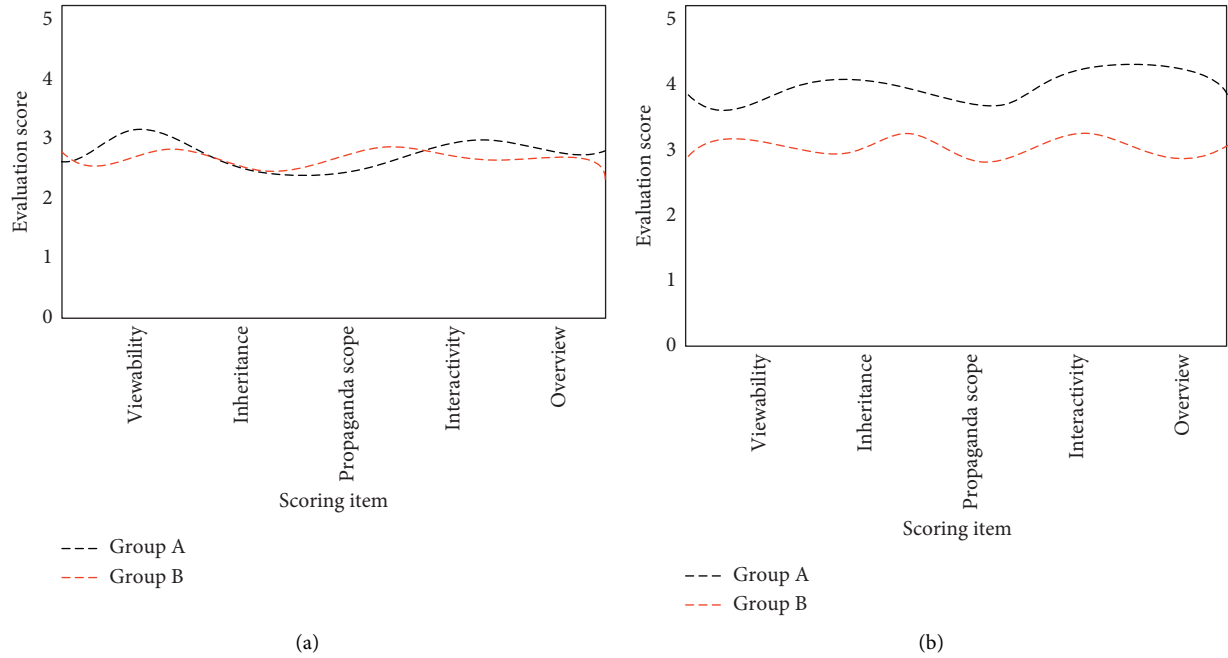 5
4
3
2
1
0
Evaluation score
Viewability
Inheritance
Propaganda scope
Interactivity
Overview
Scoring item
Group A
Group B
(a)
5
4
3
2
1
0
Evaluation score
Viewability
Inheritance
Propaganda scope
Interactivity
Overview
Scoring item
Group A
Group B
(b)